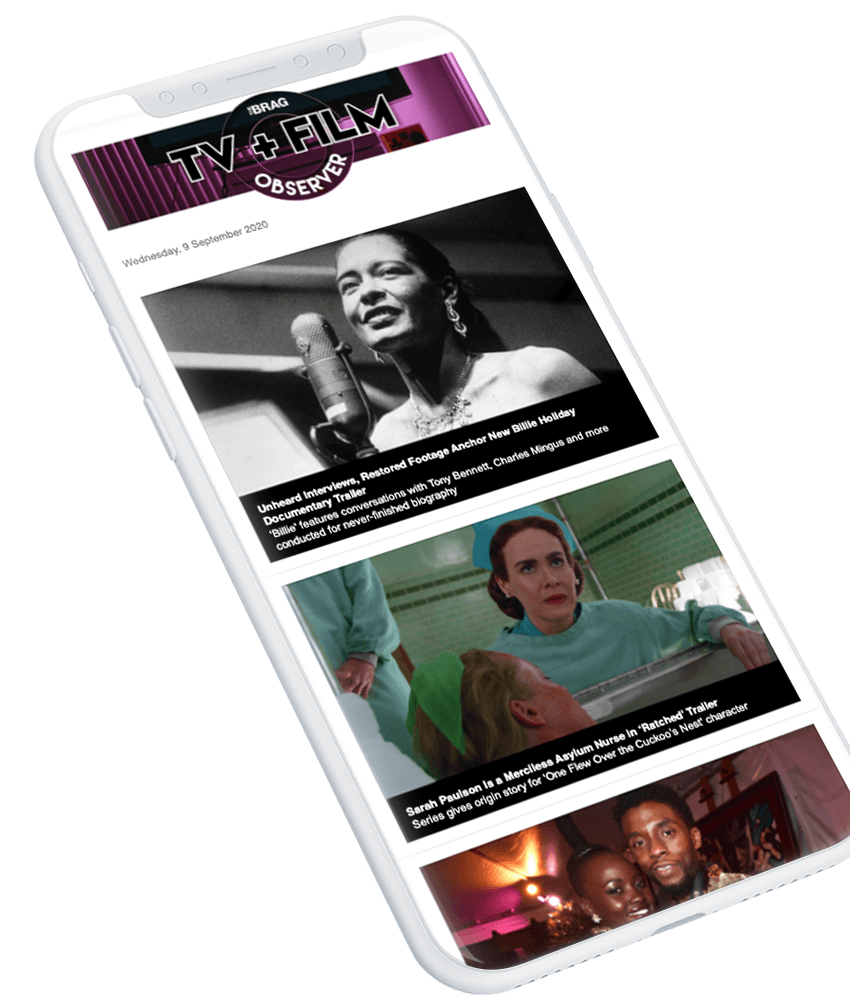 THE BRAG
TV + FILM
OBSERVER
Wednesday, 9 September 2020
Unheard Interviews, Restored Footage Anchor New Billie Holiday
Documentary Trailer
‘Billie’ features conversations with Tony Bennett, Charles Mingus and more
conducted for never-finished biography
Sarah Paulson is a Merciless Asylum Nurse in ‘Ratched’ Trailer
Series gives origin story for ‘One Flew Over the Cuckoo’s Nest’ character